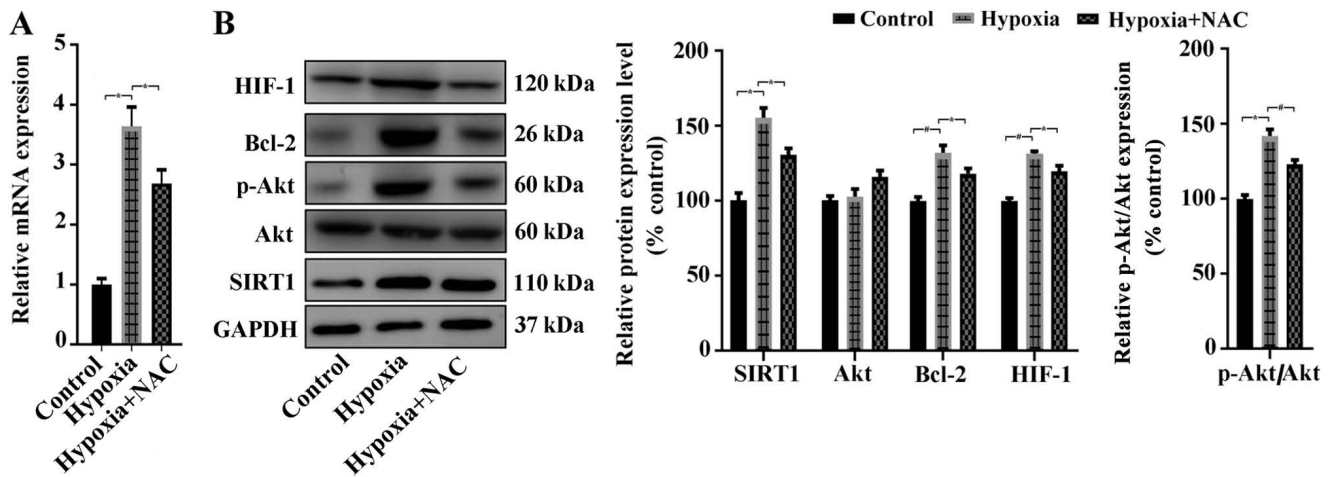 A
Relative mRNA expression
5
4
3
2
1
0
*
*
Control
Hypoxia
Hypoxia+NAC
B
HIF-1
120 kDa
Bcl-2
26 kDa
p-Akt
60 kDa
Akt
60 kDa
SIRT1
110 kDa
GAPDH
37 kDa
Control
Hypoxia
Hypoxia+NAC
Control
Hypoxia
Hypoxia+NAC
Relative protein expression level
(% control)
200
150
100
50
0
*
*
#
*
#
*
SIRT1
Akt
Bcl-2
HIF-1
Relative p-Akt/Akt expression
(% control)
200
150
100
50
0
*
#
p-Akt/Akt